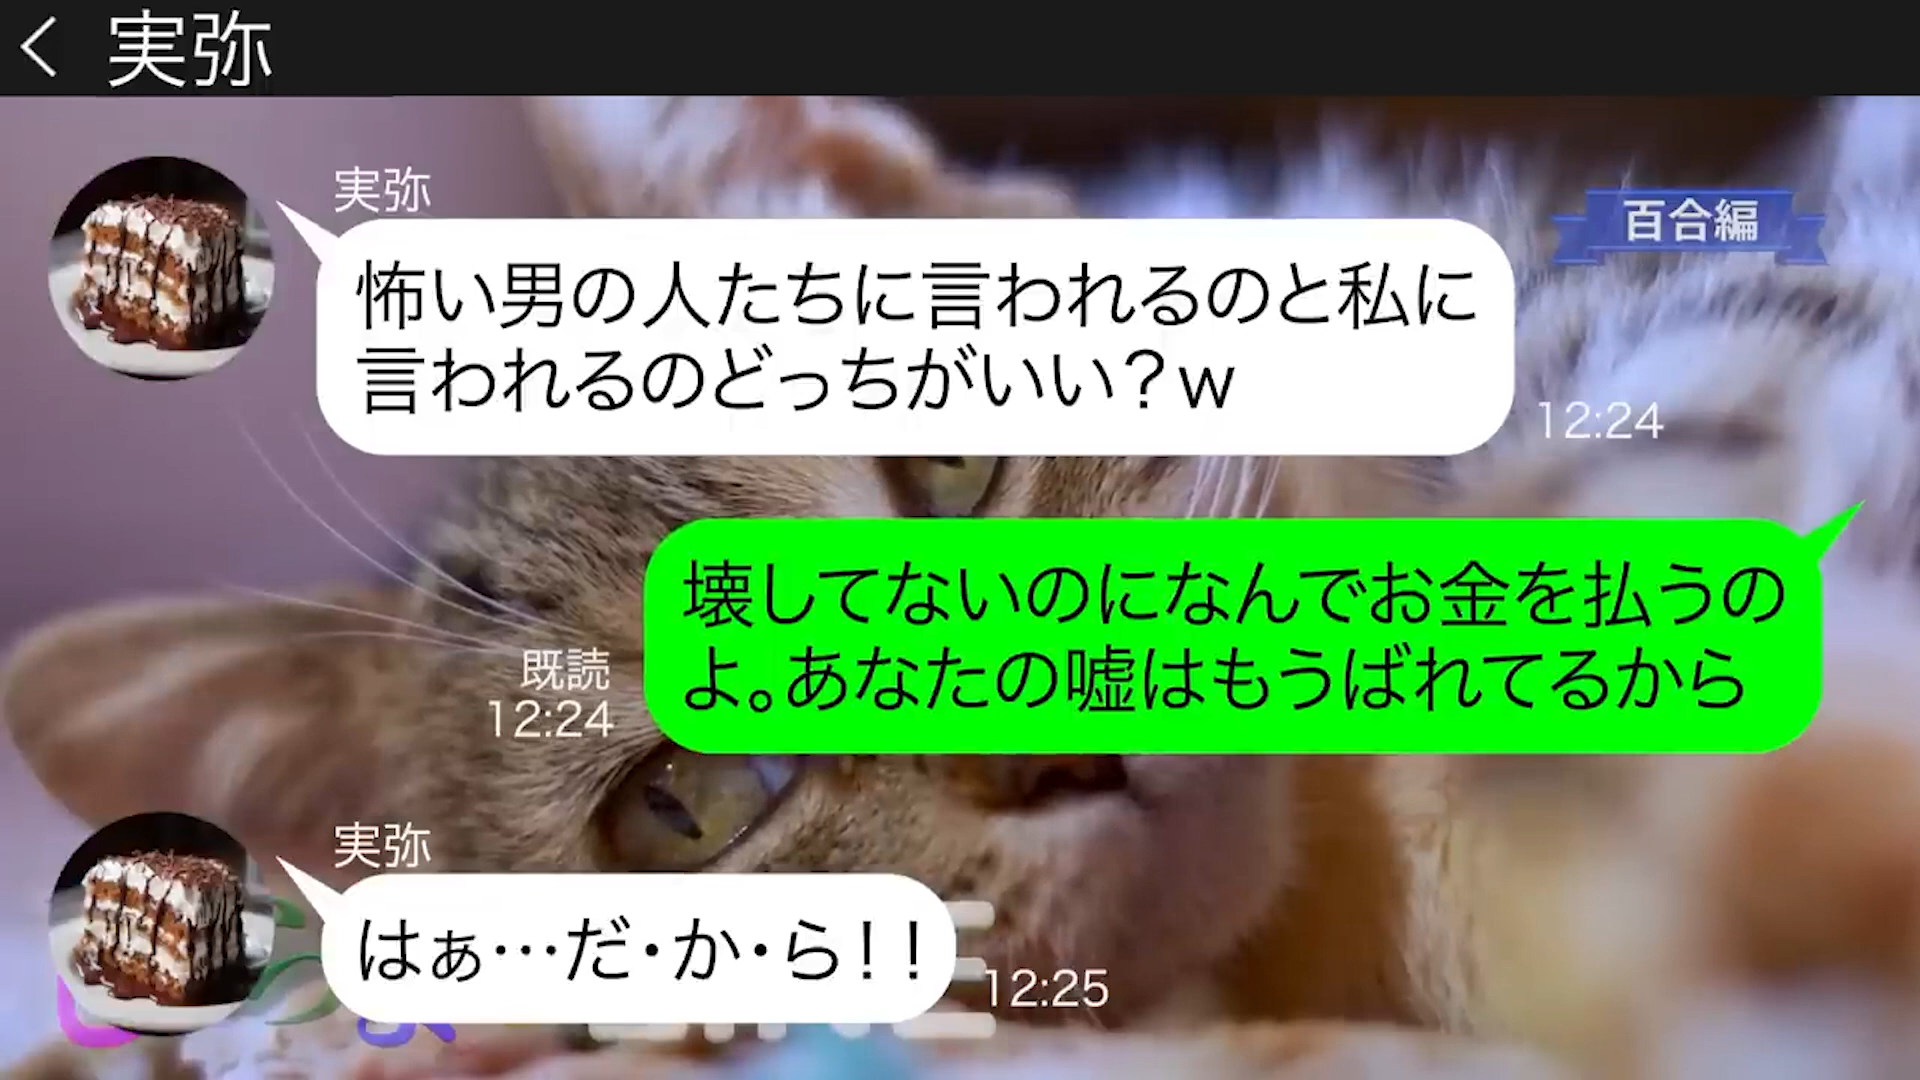 実弥
実弥
百合編
怖い男の人たちに言われるのと私に
言われるのどっちがいい？w
12:24
壊してないのになんでお金を払うの
よ。あなたの嘘はもうばれてるから
既読
12:24
実弥
はぁ…だ・か・ら！！
12:25